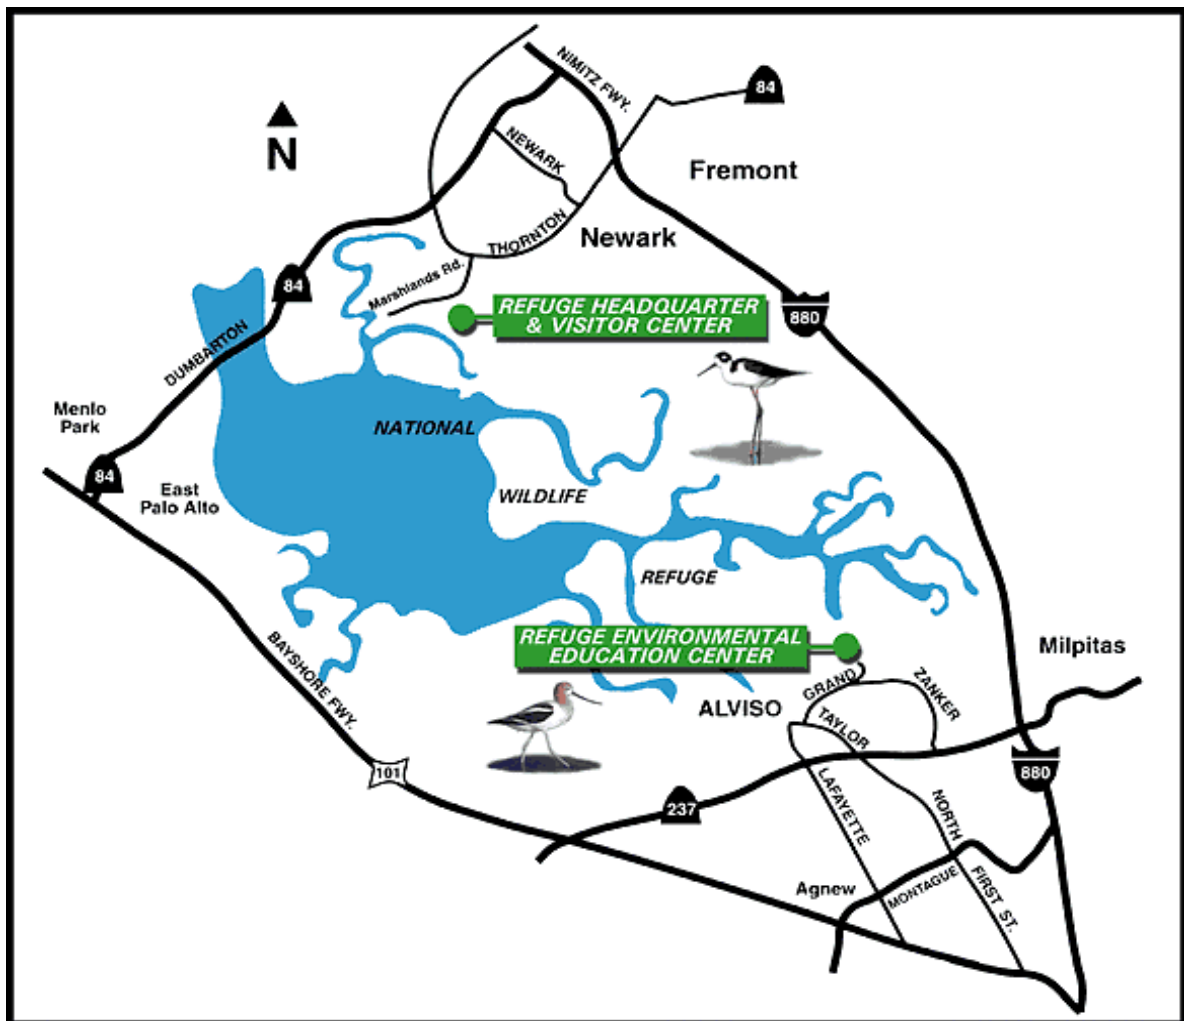 NIMITZ FWY.
84
N
NEWARK
Fremont
THORNTON
Newark
Marshlands Rd.
84
REFUGE HEADQUARTER
& VISITOR CENTER
880
DUMBARTON
Menlo
Park
NATIONAL
84
East
Palo Alto
WILDLIFE
REFUGE
REFUGE ENVIRONMENTAL
EDUCATION CENTER
Milpitas
BAYSHORE FWY.
GRAND
ZANKER
ALVISO
TAYLOR
101
880
237
LAFAYETTE
NORTH
FIRST ST.
Agnew
MONTAGUE